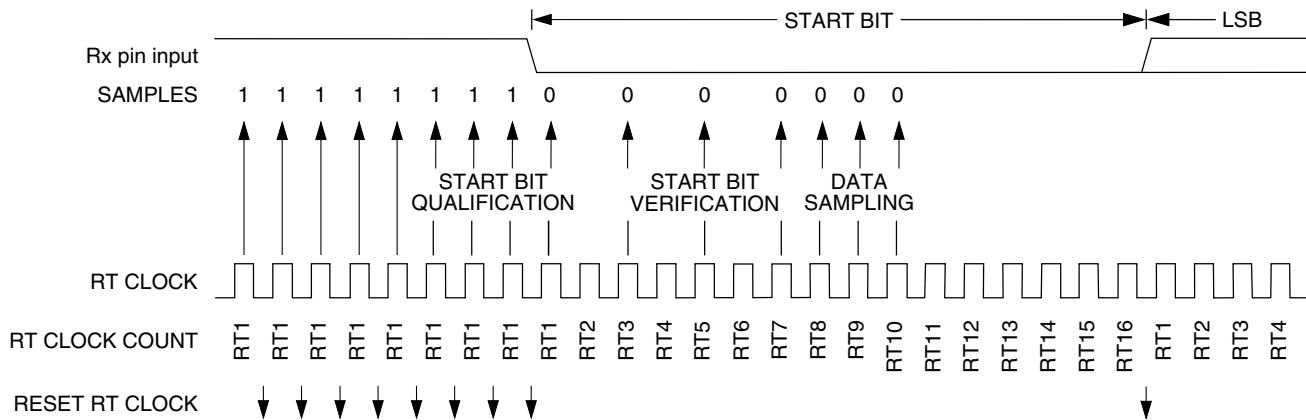 START BIT LSB
Rx pin input
SAMPLES 1 1 1 1 1 1 1 1 0 0 0 0 0 0 0
START BIT QUALIFICATION
START BIT VERIFICATION
DATA SAMPLING
RT CLOCK
RT CLOCK COUNT RT1 RT1 RT1 RT1 RT1 RT1 RT1 RT1 RT1 RT2 RT3 RT4 RT5 RT6 RT7 RT8 RT9 RT10 RT11 RT12 RT13 RT14 RT15 RT16 RT1 RT2 RT3 RT4
RESET RT CLOCK